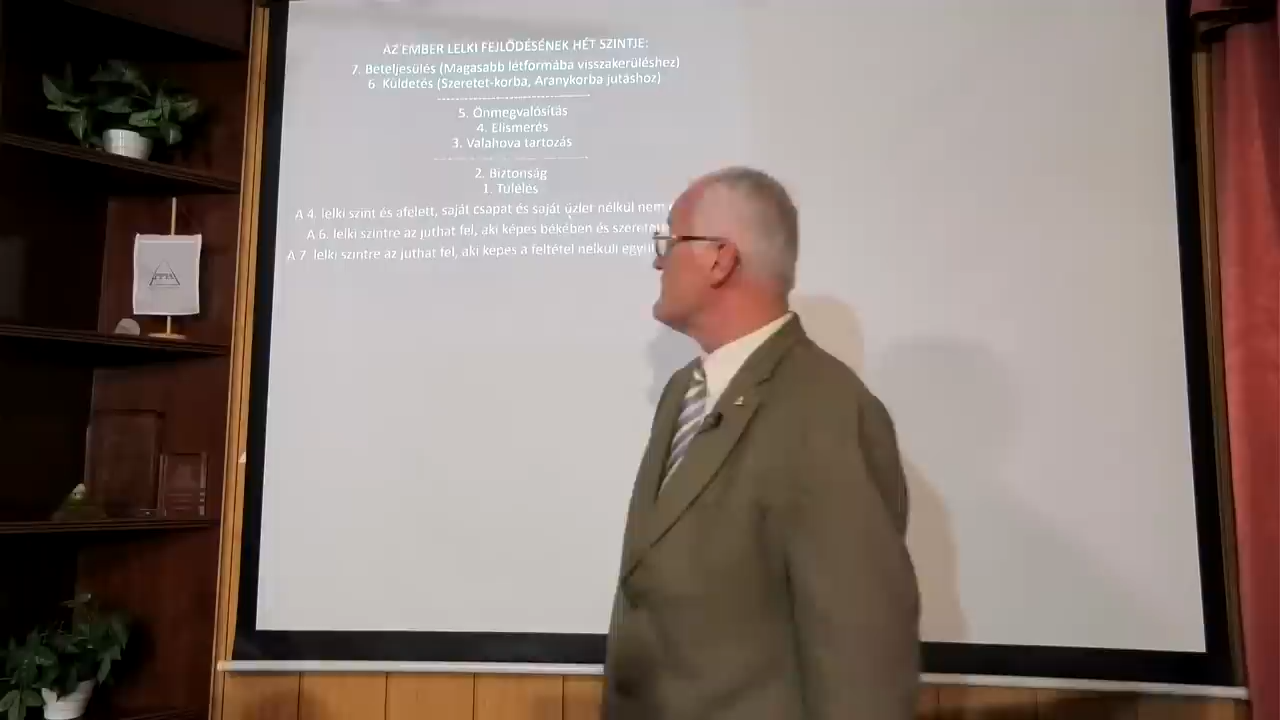 AZ EMBER LELKI FEJLŐDÉSÉNEK HÉT SZINTJE:
7. Beteljesülés (Magasabb létformába visszakerüléshez)
6. Küldetés (Szeretet-korba, Aranykorba jutáshoz)
5. Önmegvalósítás
4. Elismerés
3. Valahova tartozás
2. Biztonság
1. Túlélés
A 4. lelki szint és afelett, saját csapat és saját üzlet nélkül nem
A 6. lelki szintre az juthat fel, aki képes békében és
A 7. lelki szintre az juthat fel, aki képes a feltétel nélküli